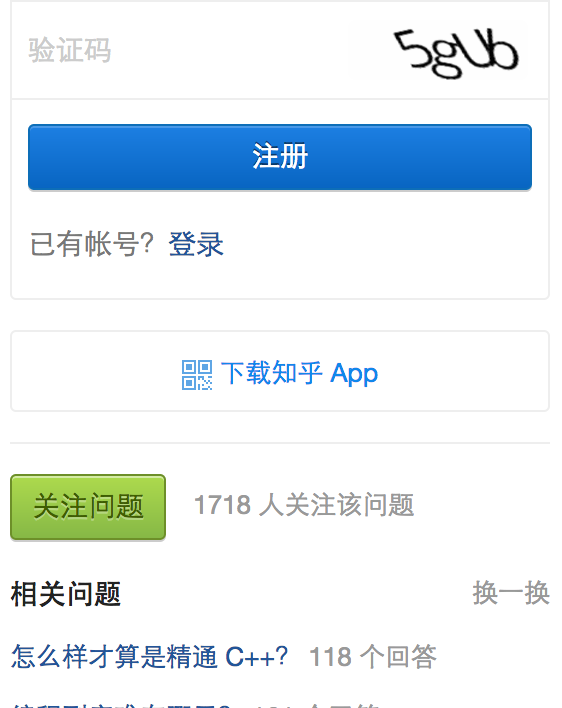 验证码
5gUb
注册
已有帐号？ 登录
下载知乎 App
关注问题 1718 人关注该问题
相关问题 换一换
怎么样才算是精通 C++？ 118 个回答